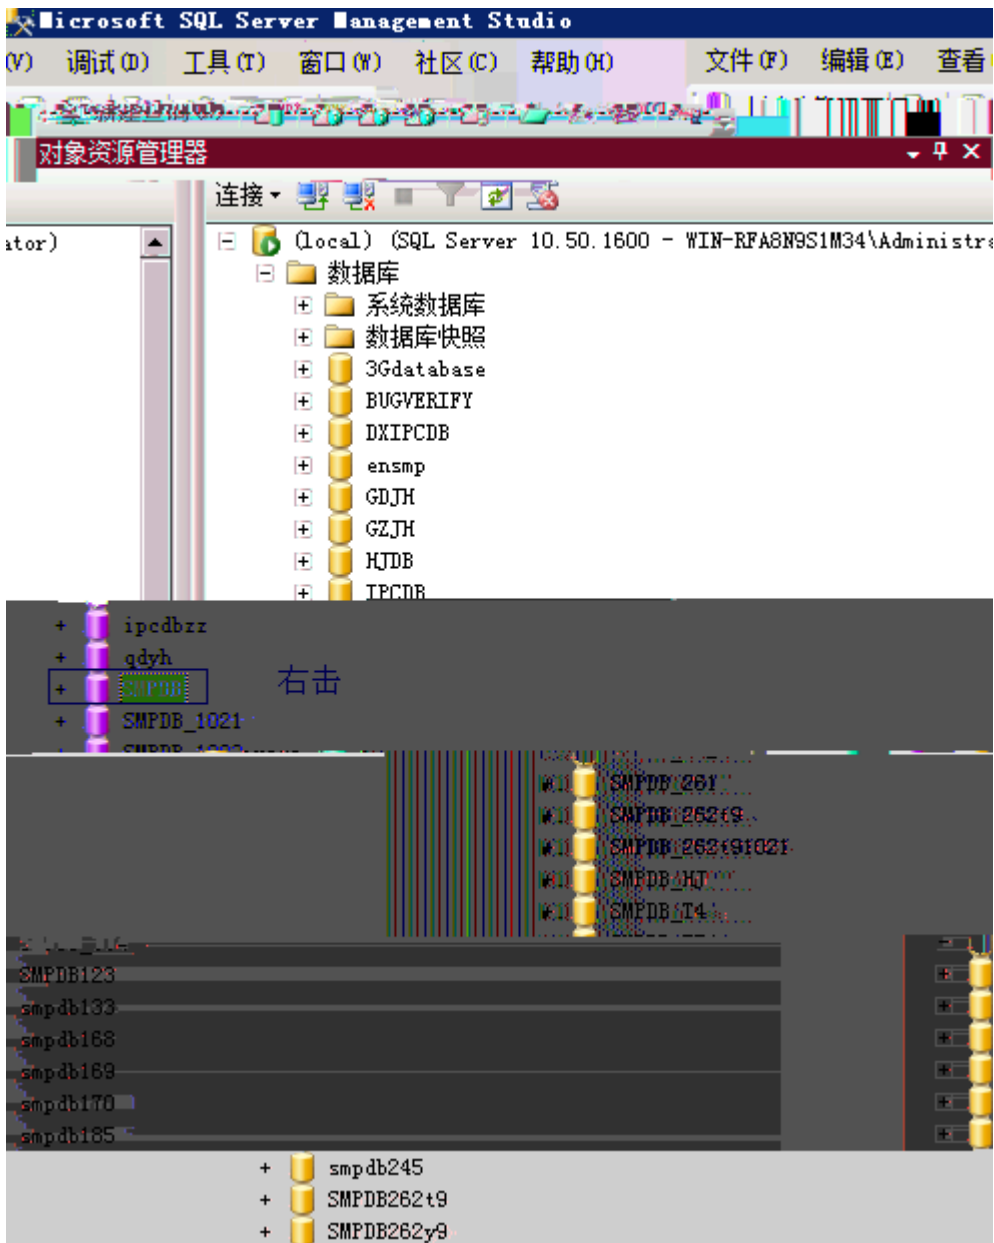 Microsoft SQL Server Management Studio
(V) 调试(D) 工具(T) 窗口(W) 社区(C) 帮助(H) 文件(F) 编辑(E) 查看
对象资源管理器
连接
ator) (local) (SQL Server 10.50.1600 - WIN-RFA8N9S1M34\Administra
数据库
系统数据库
数据库快照
3Gdatabase
BUGVERIFY
DXIPCDB
ensmp
GDJH
GZJH
HJDB
IPCDB
ipcdbzz
qdyh
SMPDB 右击
SMPDB_1021
SMPDB_261
SMPDB_262t9
SMPDB_262t91021
SMPDB_HJ
SMPDB_T4
SMPDB123
smpdb133
smpdb168
smpdb169
smpdb170
smpdb185
smpdb245
SMPDB262t9
SMPDB262y9